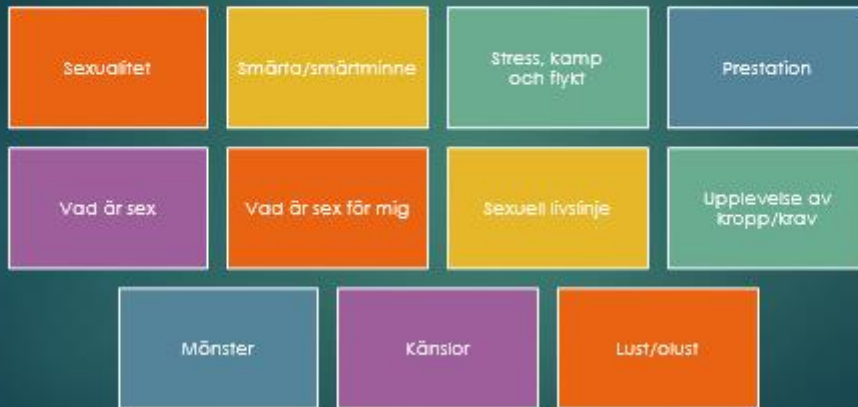 Sexualitet
Smärta/smärtminne
Stress, kamp
och flykt
Prestation
Vad är sex
Vad är sex för mig
Sexuell livslinje
Upplevelse av
kropp/krav
Mönster
Känslor
Lust/olust